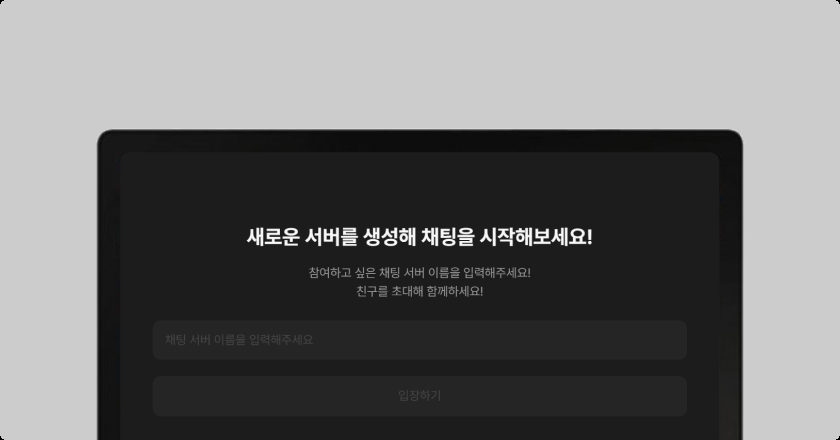 새로운 서버를 생성해 채팅을 시작해보세요!
참여하고 싶은 채팅 서버 이름을 입력해주세요!
친구를 초대해 함께하세요!
채팅 서버 이름을 입력해주세요
입장하기